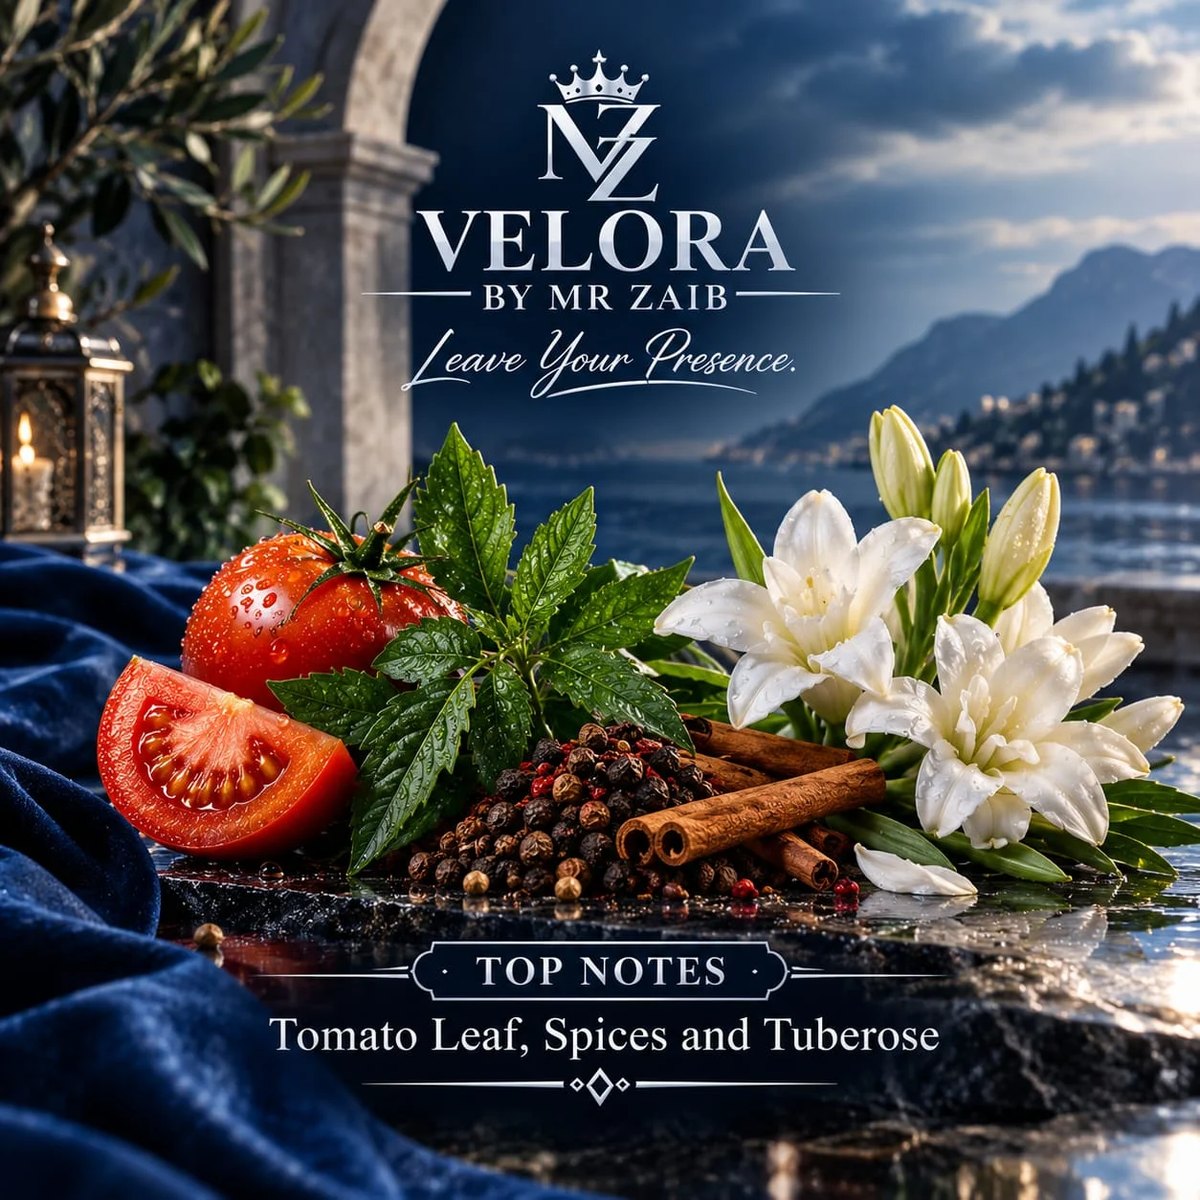 NZ
VELORA
BY MR ZAIB
Leave Your Presence.
· TOP NOTES ·
Tomato Leaf, Spices and Tuberose